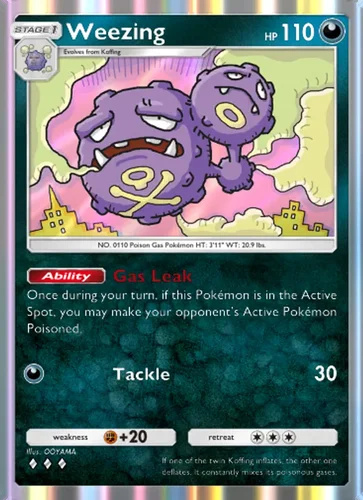 STAGE 1
Weezing
HP 110
Evolves from Koffing
NO. 0110 Poison Gas Pokémon HT: 3'11" WT: 20.9 lbs.
Ability Gas Leak
Once during your turn, if this Pokémon is in the Active
Spot, you may make your opponent's Active Pokémon
Poisoned.
Tackle 30
weakness +20 retreat
Illus. OOYAMA
If one of the twin Koffing inflates, the other one
deflates. It constantly mixes its poisonous gases.